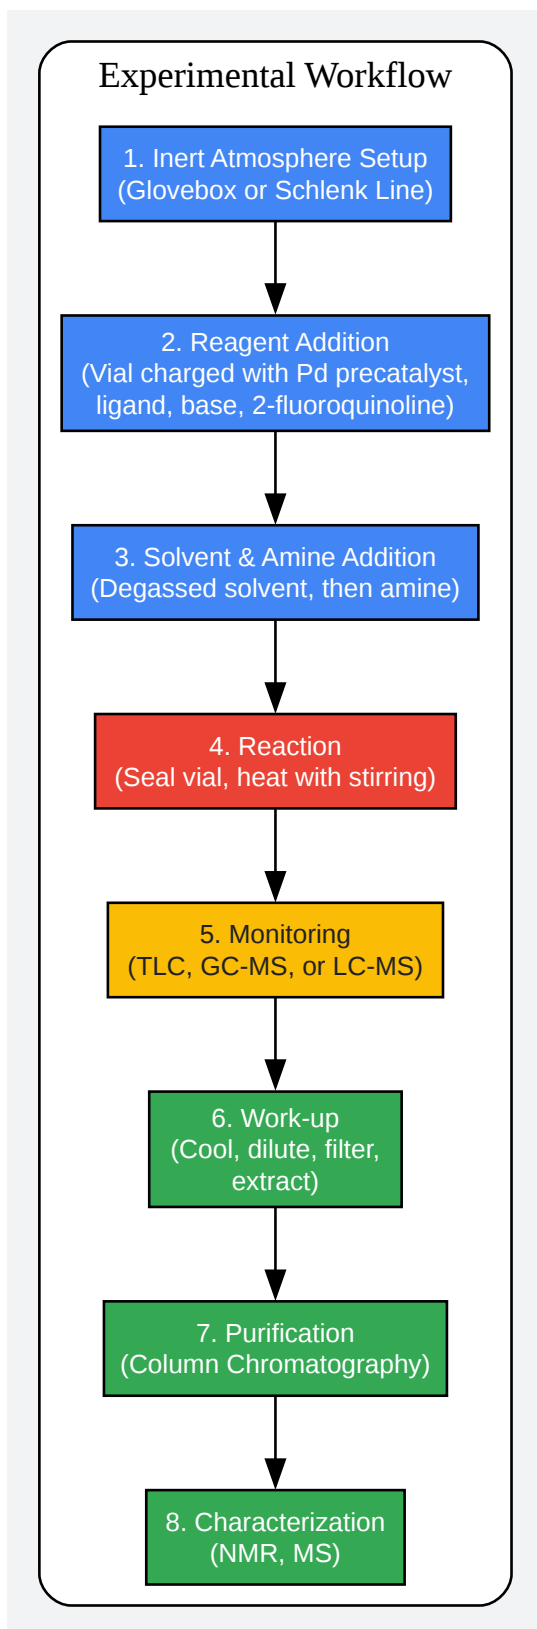 Experimental Workflow
1. Inert Atmosphere Setup
(Glovebox or Schlenk Line)
2. Reagent Addition
(Vial charged with Pd precatalyst,
ligand, base, 2-fluoroquinoline)
3. Solvent & Amine Addition
(Degassed solvent, then amine)
4. Reaction
(Seal vial, heat with stirring)
5. Monitoring
(TLC, GC-MS, or LC-MS)
6. Work-up
(Cool, dilute, filter,
extract)
7. Purification
(Column Chromatography)
8. Characterization
(NMR, MS)